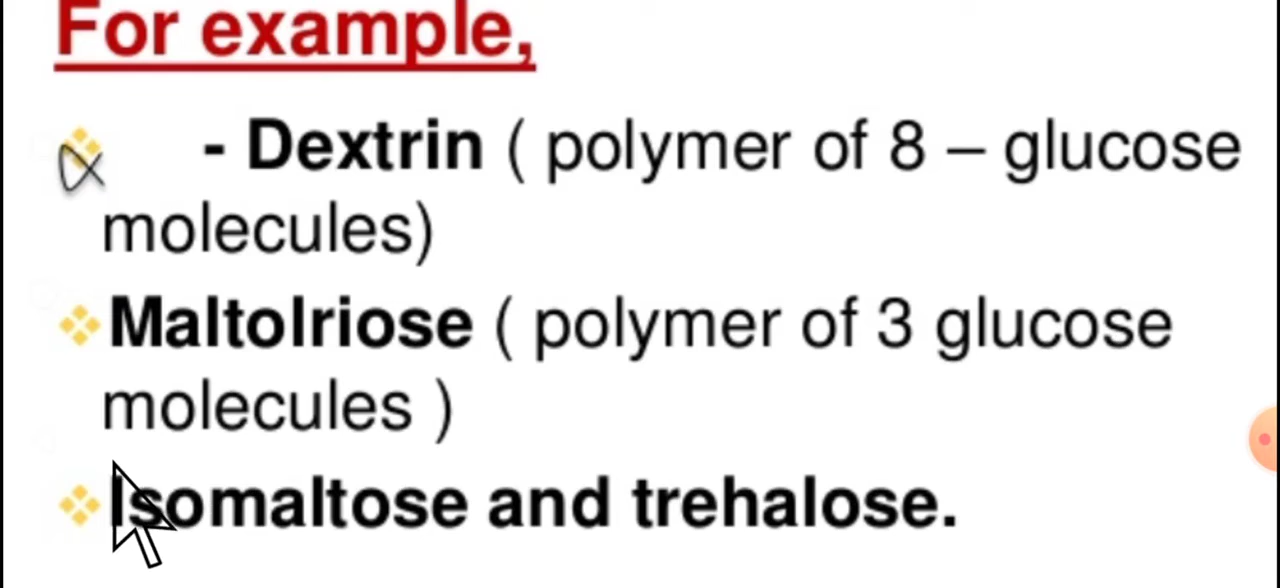 For example,
α - Dextrin ( polymer of 8 – glucose
molecules)
Maltolriose ( polymer of 3 glucose
molecules )
Isomaltose and trehalose.